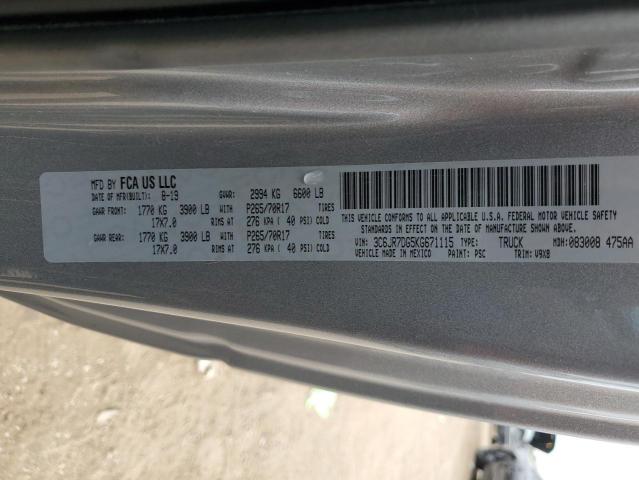 MFD BY FCA US LLC
DATE OF MFR(BUILT): 8-19 GVWR: 2994 KG 6600 LB
GAWR FRONT: 1770 KG 3900 LB P265/70R17 TIRES
17X7.0 RIMS AT 276 KPA ( 40 PSI) COLD
GAWR REAR: 1770 KG 3900 LB P265/70R17 TIRES
17X7.0 RIMS AT 276 KPA ( 40 PSI) COLD
THIS VEHICLE CONFORMS TO ALL APPLICABLE U.S.A. FEDERAL MOTOR VEHICLE SAFETY
STANDARDS IN EFFECT ON THE DATE OF MANUFACTURE SHOWN ABOVE.
VIN: 3C6JR7DG5KG671115 TYPE: TRUCK MDH: 083008 475AA
VEHICLE MADE IN MEXICO PAINT: PSC TRIM: V9X8